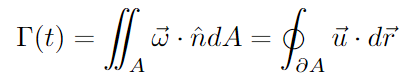 Γ(t) = ∬_A ω⃗ · n̂ dA = ∮_{∂A} u⃗ · dr⃗